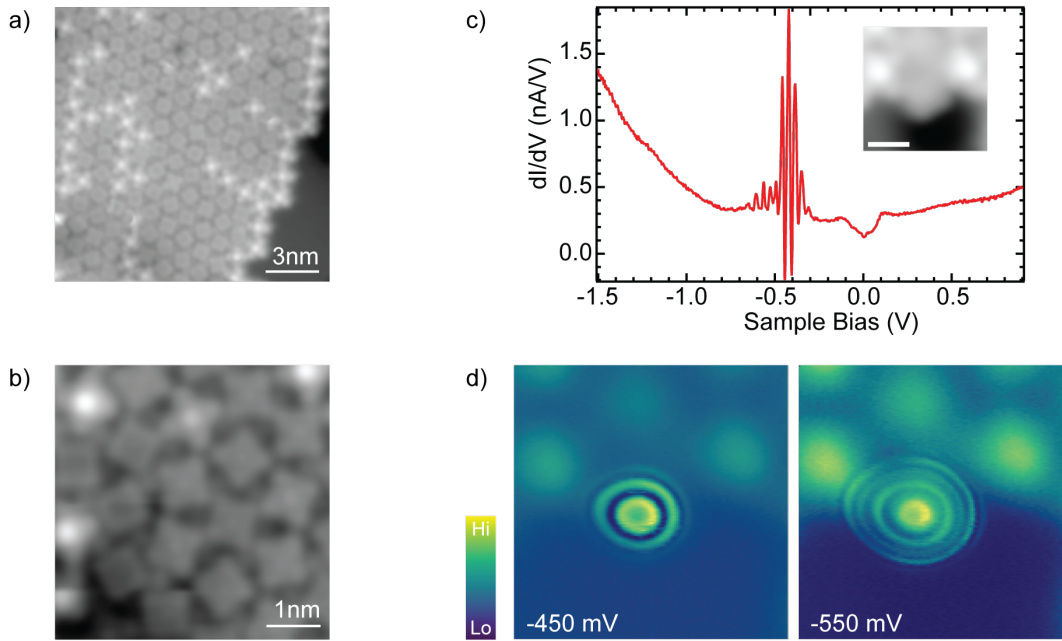 a)
3nm
b)
1nm
c)
dI/dV (nA/V)
1.5
1.0
0.5
0.0
-1.5
-1.0
-0.5
0.0
0.5
Sample Bias (V)
d)
Hi
Lo
-450 mV
-550 mV